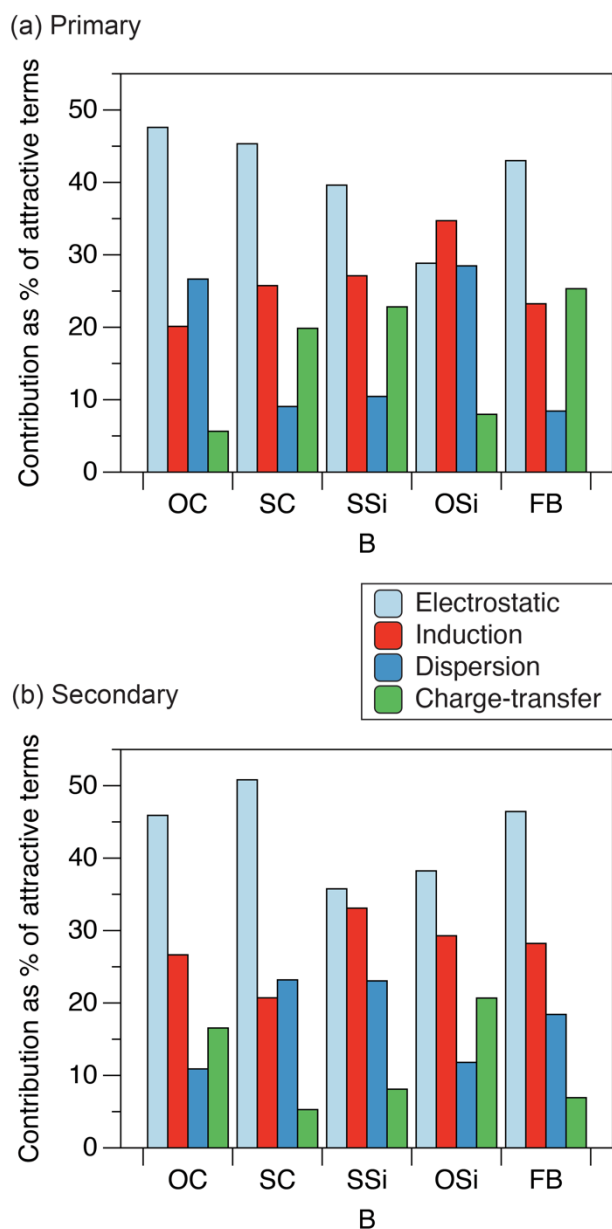 (a) Primary
Contribution as % of attractive terms
50
40
30
20
10
0
OC SC SSi OSi FB
B
Electrostatic
Induction
Dispersion
Charge-transfer
(b) Secondary
Contribution as % of attractive terms
50
40
30
20
10
0
OC SC SSi OSi FB
B